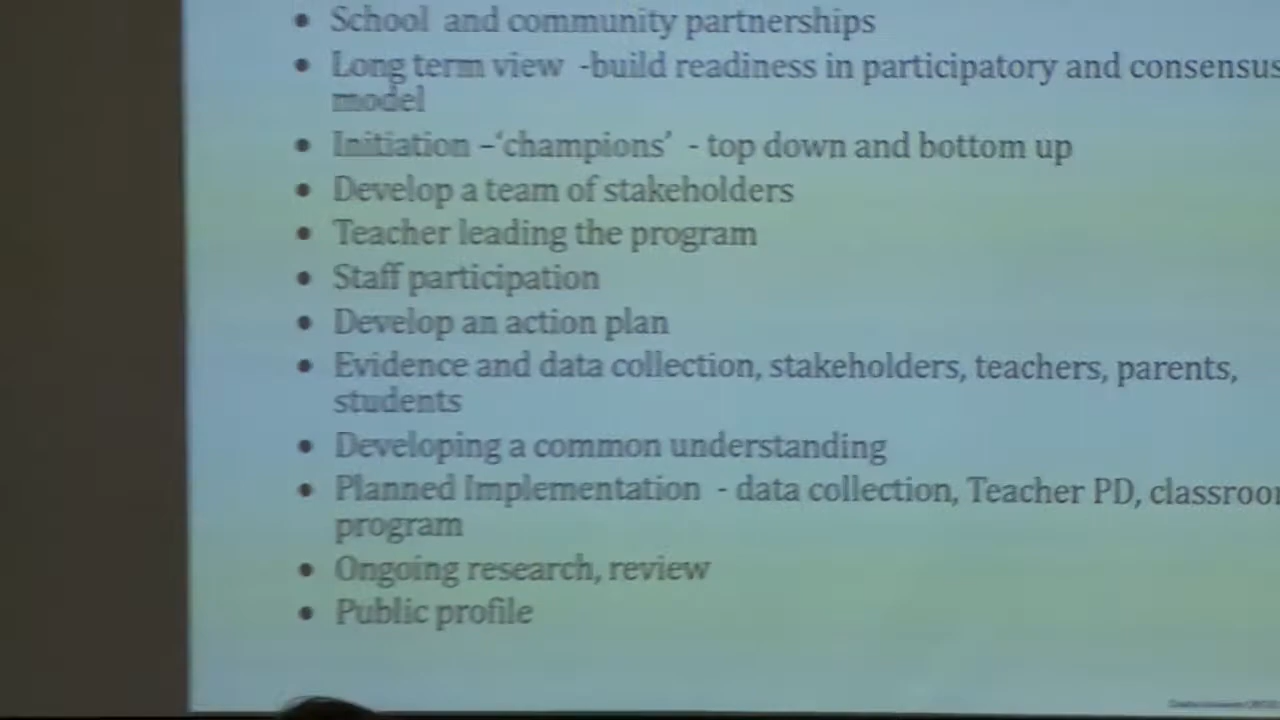 • School and community partnerships
• Long term view -build readiness in participatory and consensus
model
• Initiation –‘champions’ - top down and bottom up
• Develop a team of stakeholders
• Teacher leading the program
• Staff participation
• Develop an action plan
• Evidence and data collection, stakeholders, teachers, parents,
students
• Developing a common understanding
• Planned Implementation - data collection, Teacher PD, classroo
program
• Ongoing research, review
• Public profile